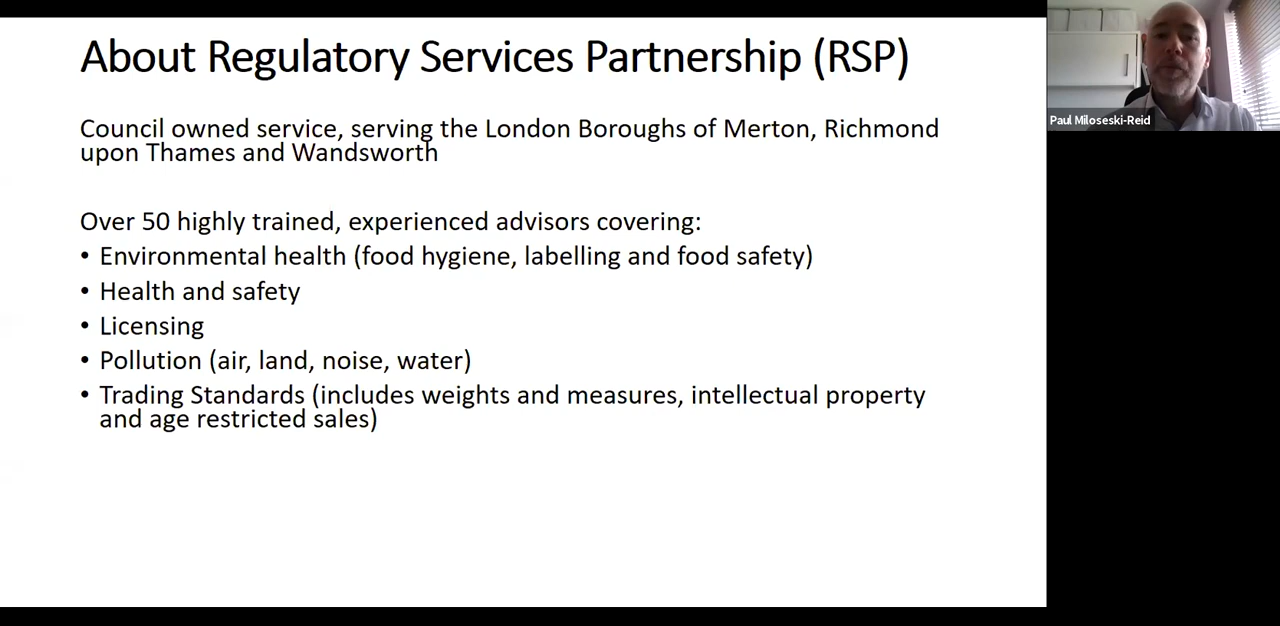 About Regulatory Services Partnership (RSP)
Council owned service, serving the London Boroughs of Merton, Richmond
upon Thames and Wandsworth
Over 50 highly trained, experienced advisors covering:
• Environmental health (food hygiene, labelling and food safety)
• Health and safety
• Licensing
• Pollution (air, land, noise, water)
• Trading Standards (includes weights and measures, intellectual property
and age restricted sales)
Paul Miloseski-Reid